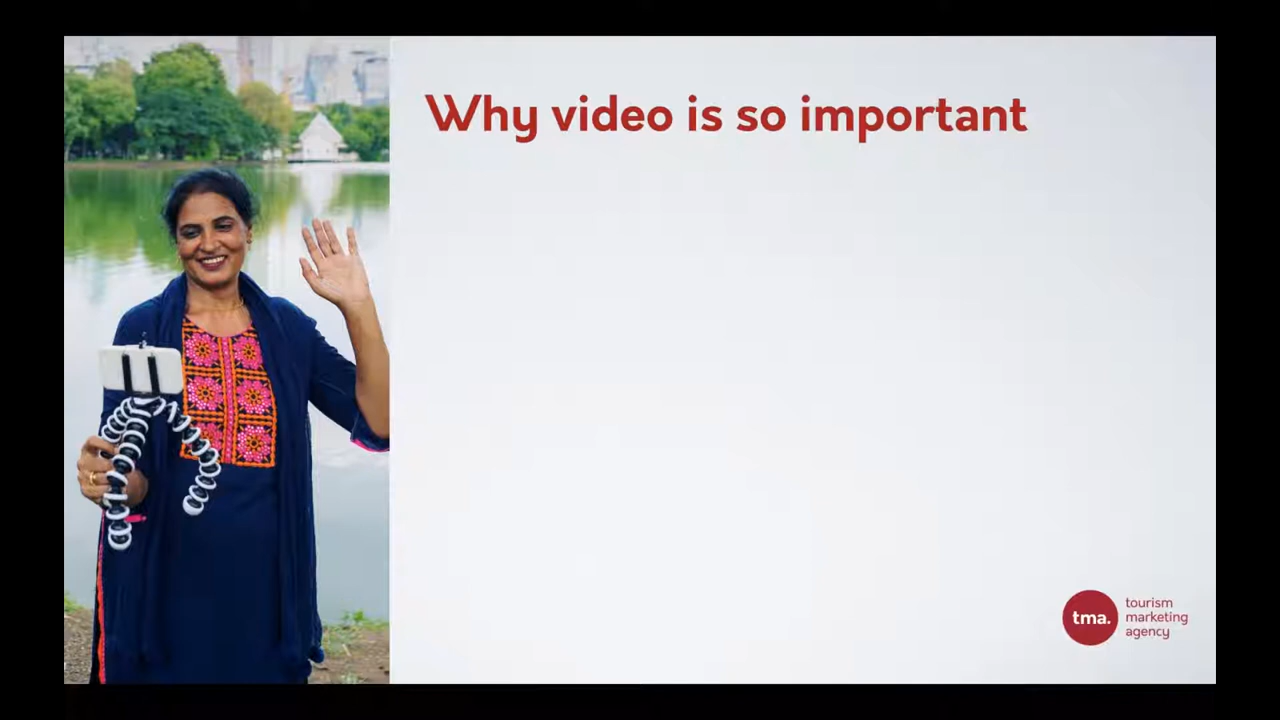 Why video is so important
tma.
tourism
marketing
agency